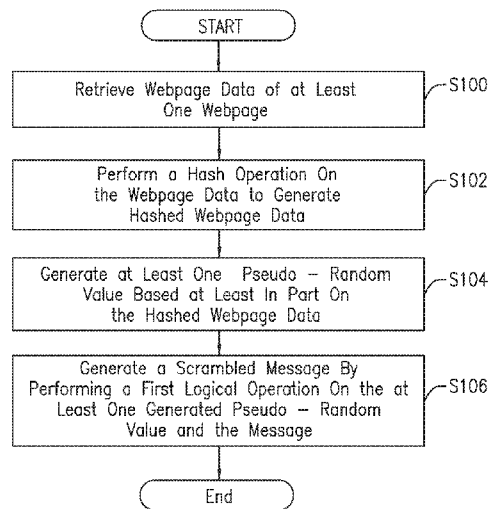 START
Retrieve Webpage Data of at Least
One Webpage
S100
Perform a Hash Operation On
the Webpage Data to Generate
Hashed Webpage Data
S102
Generate at Least One Pseudo – Random
Value Based at Least In Part On
the Hashed Webpage Data
S104
Generate a Scrambled Message By
Performing a First Logical Operation On the at
Least One Generated Pseudo – Random
Value and the Message
S106
End